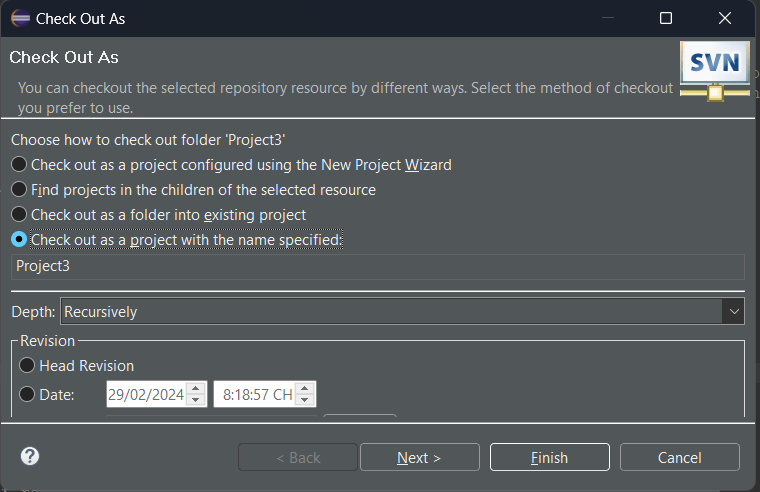 Check Out As
Check Out As
SVN
You can checkout the selected repository resource by different ways. Select the method of checkout
you prefer to use.
Choose how to check out folder 'Project3'
Check out as a project configured using the New Project Wizard
Find projects in the children of the selected resource
Check out as a folder into existing project
Check out as a project with the name specified:
Project3
Depth: Recursively
Revision
Head Revision
Date: 29/02/2024 8:18:57 CH
? < Back Next > Finish Cancel